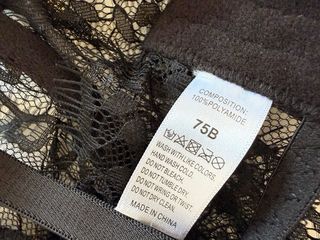 COMPOSITION:
100%POLYAMIDE
75B
WASH WITH LIKE COLORS.
HAND WASH COLD.
DO NOT BLEACH.
DO NOT TUMBLE DRY.
DO NOT WRING OR TWIST.
DO NOT DRY CLEAN.
MADE IN CHINA